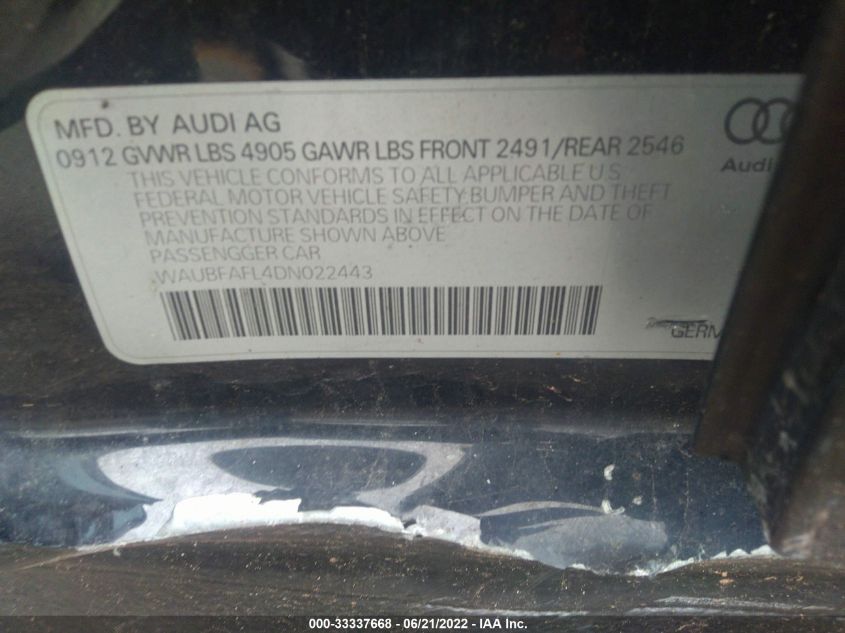 MFD. BY AUDI AG
0912 GVWR LBS 4905 GAWR LBS FRONT 2491/REAR 2546
THIS VEHICLE CONFORMS TO ALL APPLICABLE U.S.
FEDERAL MOTOR VEHICLE SAFETY,BUMPER AND THEFT
PREVENTION STANDARDS IN EFFECT ON THE DATE OF
MANUFACTURE SHOWN ABOVE
PASSENGGER CAR
WAUBFAFL4DN022443
Audi
GERM
000-33337668 - 06/21/2022 - IAA Inc.